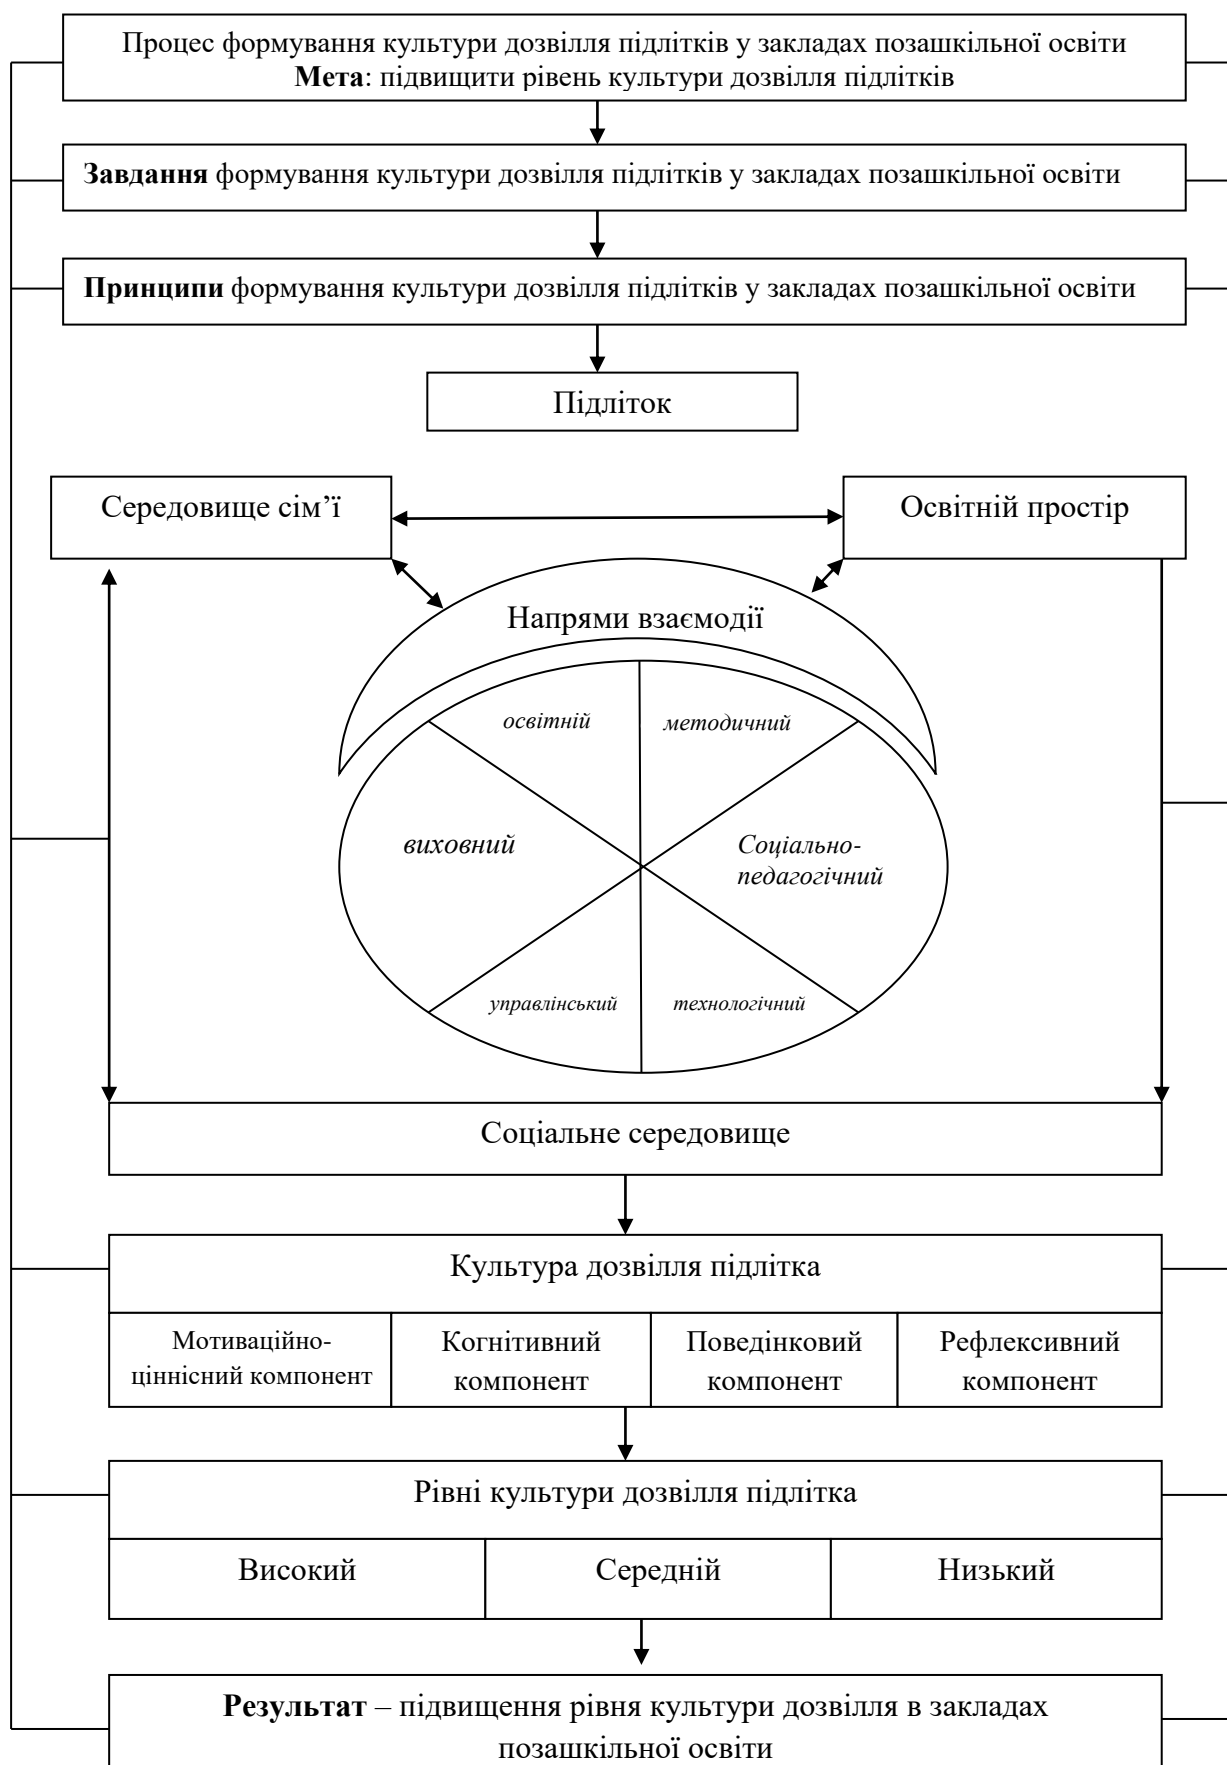 Процес формування культури дозвілля підлітків у закладах позашкільної освіти
Мета: підвищити рівень культури дозвілля підлітків
Завдання формування культури дозвілля підлітків у закладах позашкільної освіти
Принципи формування культури дозвілля підлітків у закладах позашкільної освіти
Підліток
Середовище сім’ї
Освітній простір
Напрями взаємодії
освітній
методичний
виховний
Соціально-
педагогічний
управлінський
технологічний
Соціальне середовище
Культура дозвілля підлітка
Мотиваційно-
ціннісний компонент
Когнітивний
компонент
Поведінковий
компонент
Рефлексивний
компонент
Рівні культури дозвілля підлітка
Високий
Середній
Низький
Результат – підвищення рівня культури дозвілля в закладах
позашкільної освіти